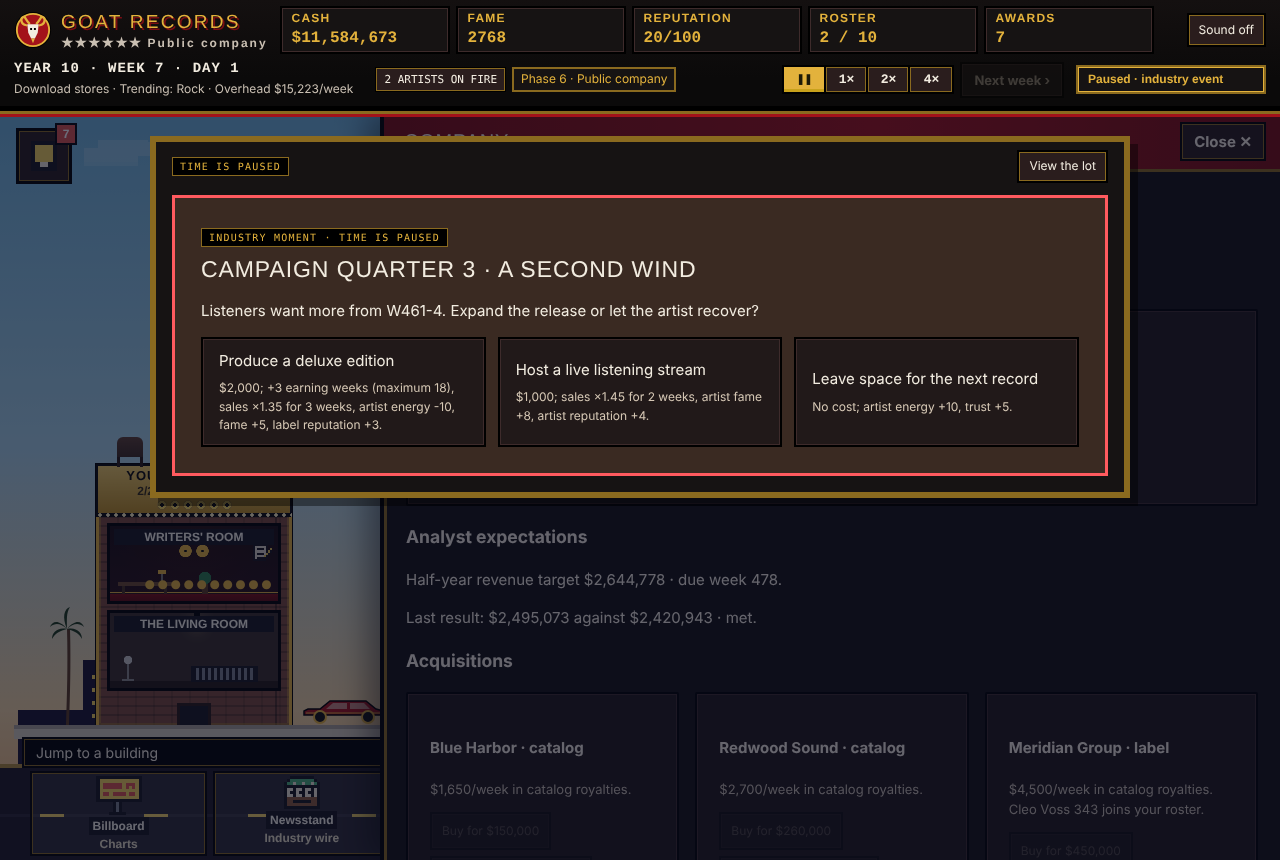 GOAT RECORDS
★★★★★★ Public company
CASH
$11,584,673
FAME
2768
REPUTATION
20/100
ROSTER
2 / 10
AWARDS
7
Sound off
YEAR 10 · WEEK 7 · DAY 1
Download stores · Trending: Rock · Overhead $15,223/week
2 ARTISTS ON FIRE
Phase 6 · Public company
1×
2×
4×
Next week ›
Paused · industry event
7
COMPANY
Close ✕
TIME IS PAUSED
View the lot
INDUSTRY MOMENT · TIME IS PAUSED
CAMPAIGN QUARTER 3 · A SECOND WIND
Listeners want more from W461-4. Expand the release or let the artist recover?
Produce a deluxe edition
$2,000; +3 earning weeks (maximum 18),
sales ×1.35 for 3 weeks, artist energy -10,
fame +5, label reputation +3.
Host a live listening stream
$1,000; sales ×1.45 for 2 weeks, artist fame
+8, artist reputation +4.
Leave space for the next record
No cost; artist energy +10, trust +5.
WRITERS' ROOM
THE LIVING ROOM
Jump to a building
Billboard
Charts
Newsstand
Industry wire
Analyst expectations
Half-year revenue target $2,644,778 · due week 478.
Last result: $2,495,073 against $2,420,943 · met.
Acquisitions
Blue Harbor · catalog
$1,650/week in catalog royalties.
Buy for $150,000
Redwood Sound · catalog
$2,700/week in catalog royalties.
Buy for $260,000
Meridian Group · label
$4,500/week in catalog royalties.
Cleo Voss 343 joins your roster.
Buy for $450,000